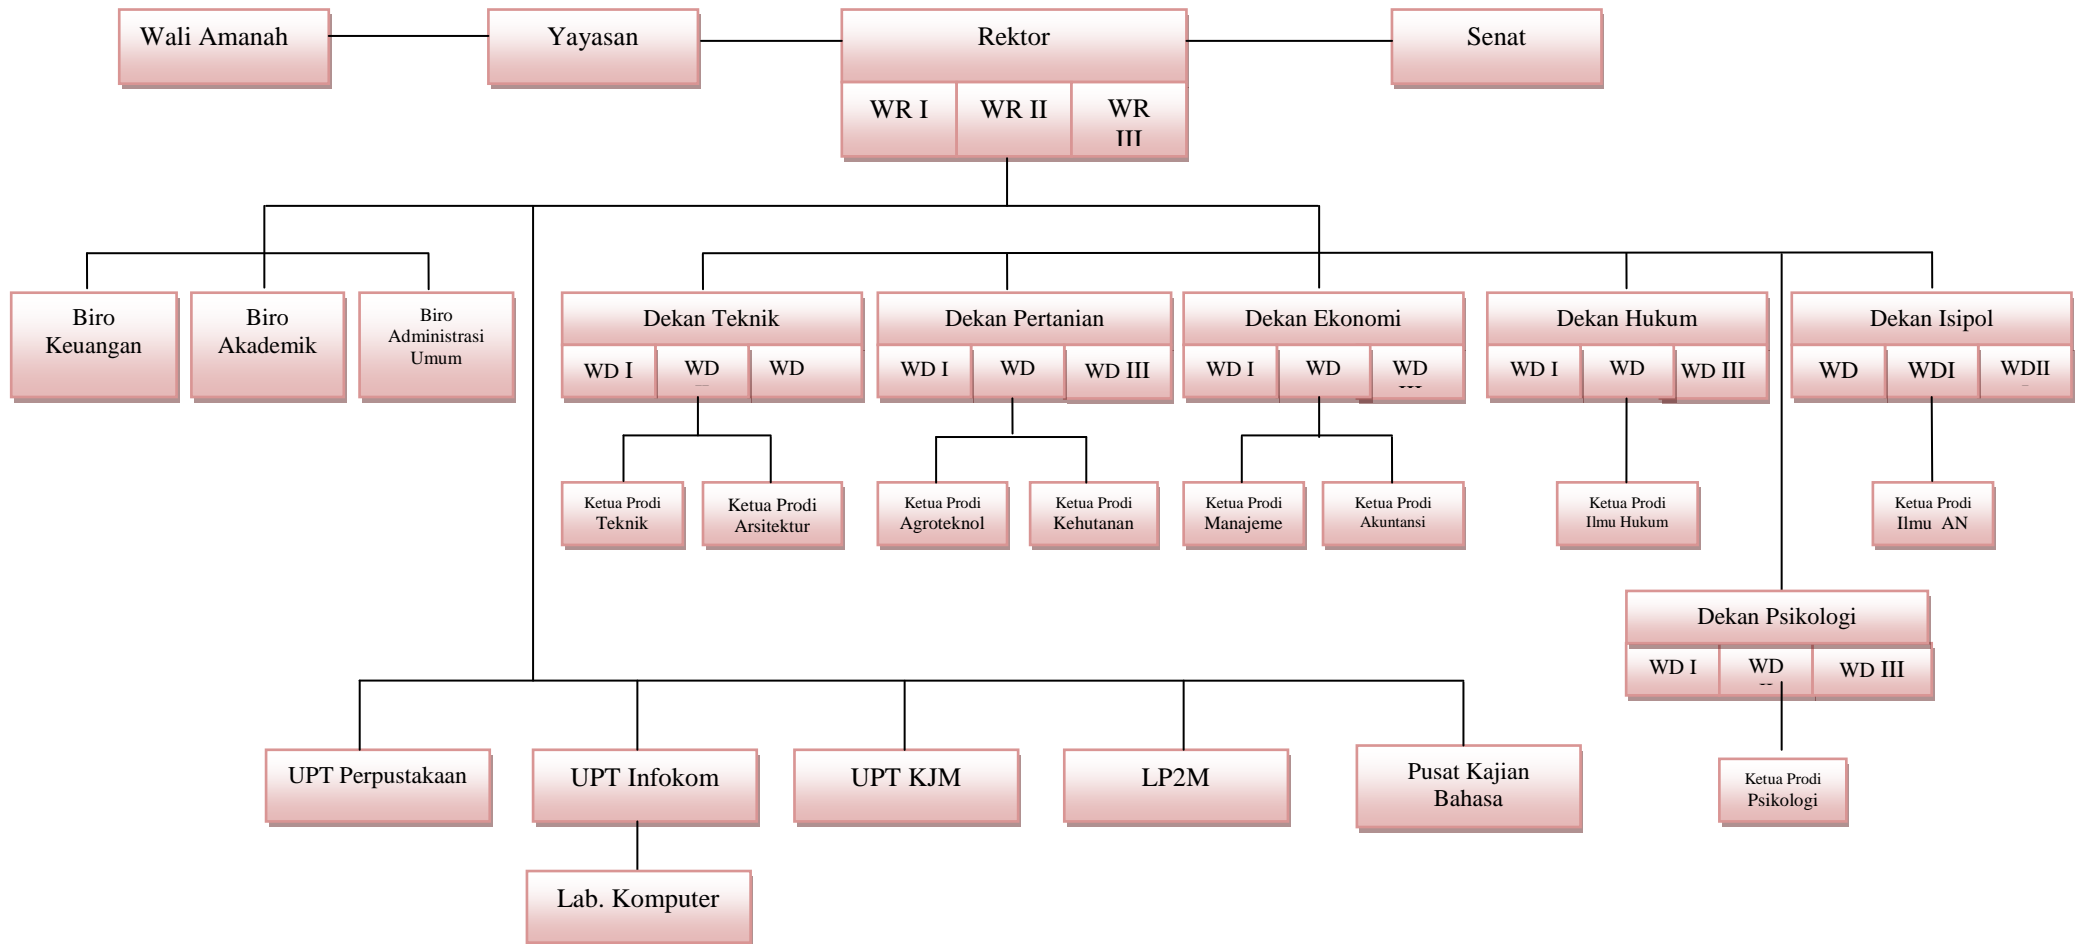 Wali Amanah
Yayasan
Rektor
Senat
WR I
WR II
WR
III
Biro
Keuangan
Biro
Akademik
Biro
Administrasi
Umum
Dekan Teknik
WD I
WD
WD
Dekan Pertanian
WD I
WD
WD III
Dekan Ekonomi
WD I
WD
WD
Dekan Hukum
WD I
WD
WD III
Dekan Isipol
WD
WDI
WDII
Ketua Prodi
Teknik
Ketua Prodi
Arsitektur
Ketua Prodi
Agroteknol
Ketua Prodi
Kehutanan
Ketua Prodi
Manajeme
Ketua Prodi
Akuntansi
Ketua Prodi
Ilmu Hukum
Ketua Prodi
Ilmu AN
Dekan Psikologi
WD I
WD
WD III
UPT Perpustakaan
UPT Infokom
UPT KJM
LP2M
Pusat Kajian
Bahasa
Ketua Prodi
Psikologi
Lab. Komputer